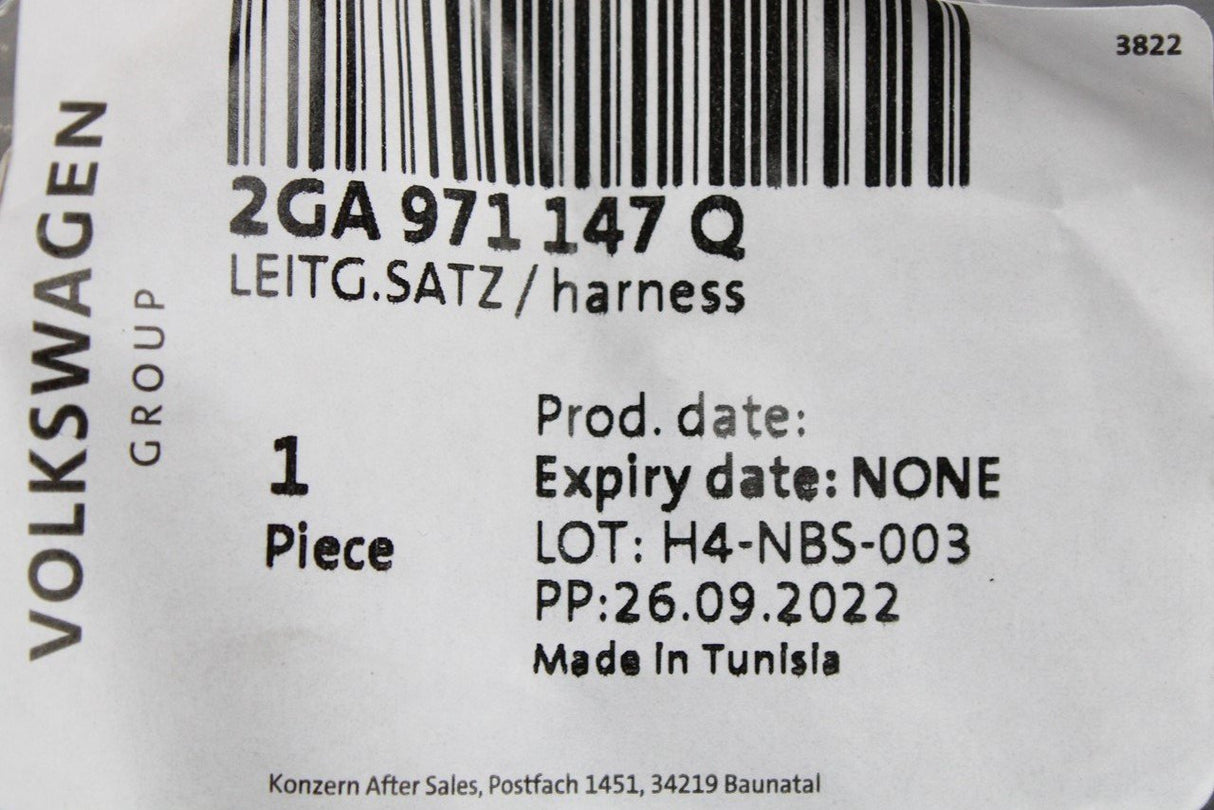 3822
VOLKSWAGEN
GROUP
2GA 971 147 Q
LEITG.SATZ / harness
1
Piece
Prod. date:
Expiry date: NONE
LOT: H4-NBS-003
PP:26.09.2022
Made in Tunisia
Konzern After Sales, Postfach 1451, 34219 Baunatal